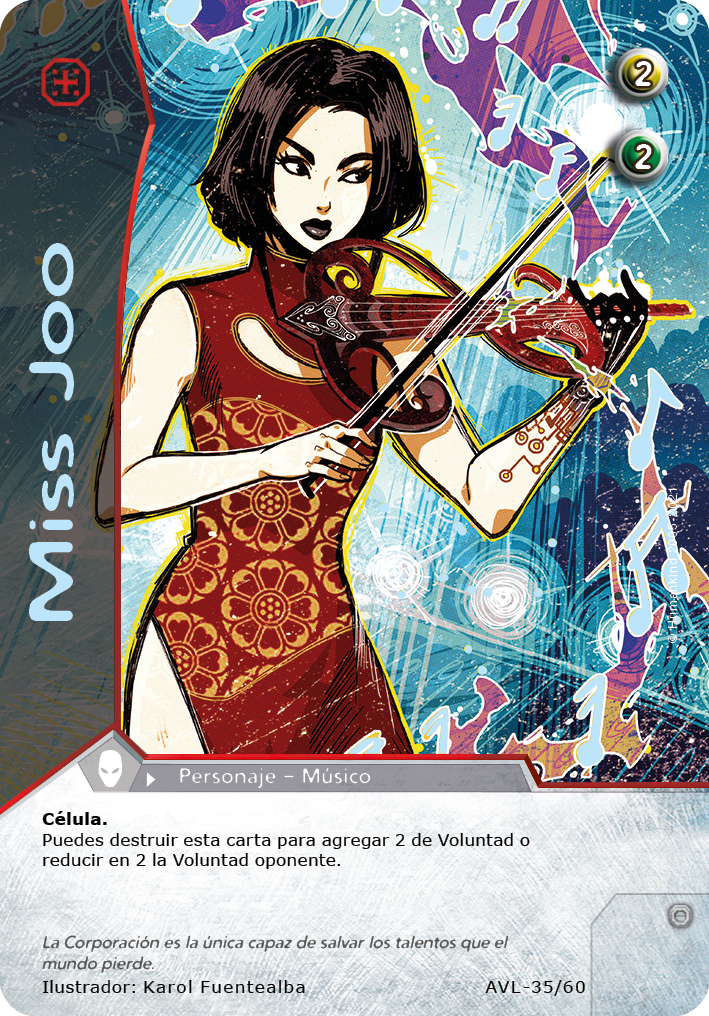 2
2
Miss Joo
Personaje – Músico
Célula.
Puedes destruir esta carta para agregar 2 de Voluntad o
reducir en 2 la Voluntad oponente.
La Corporación es la única capaz de salvar los talentos que el
mundo pierde.
Ilustrador: Karol Fuentealba
AVL-35/60